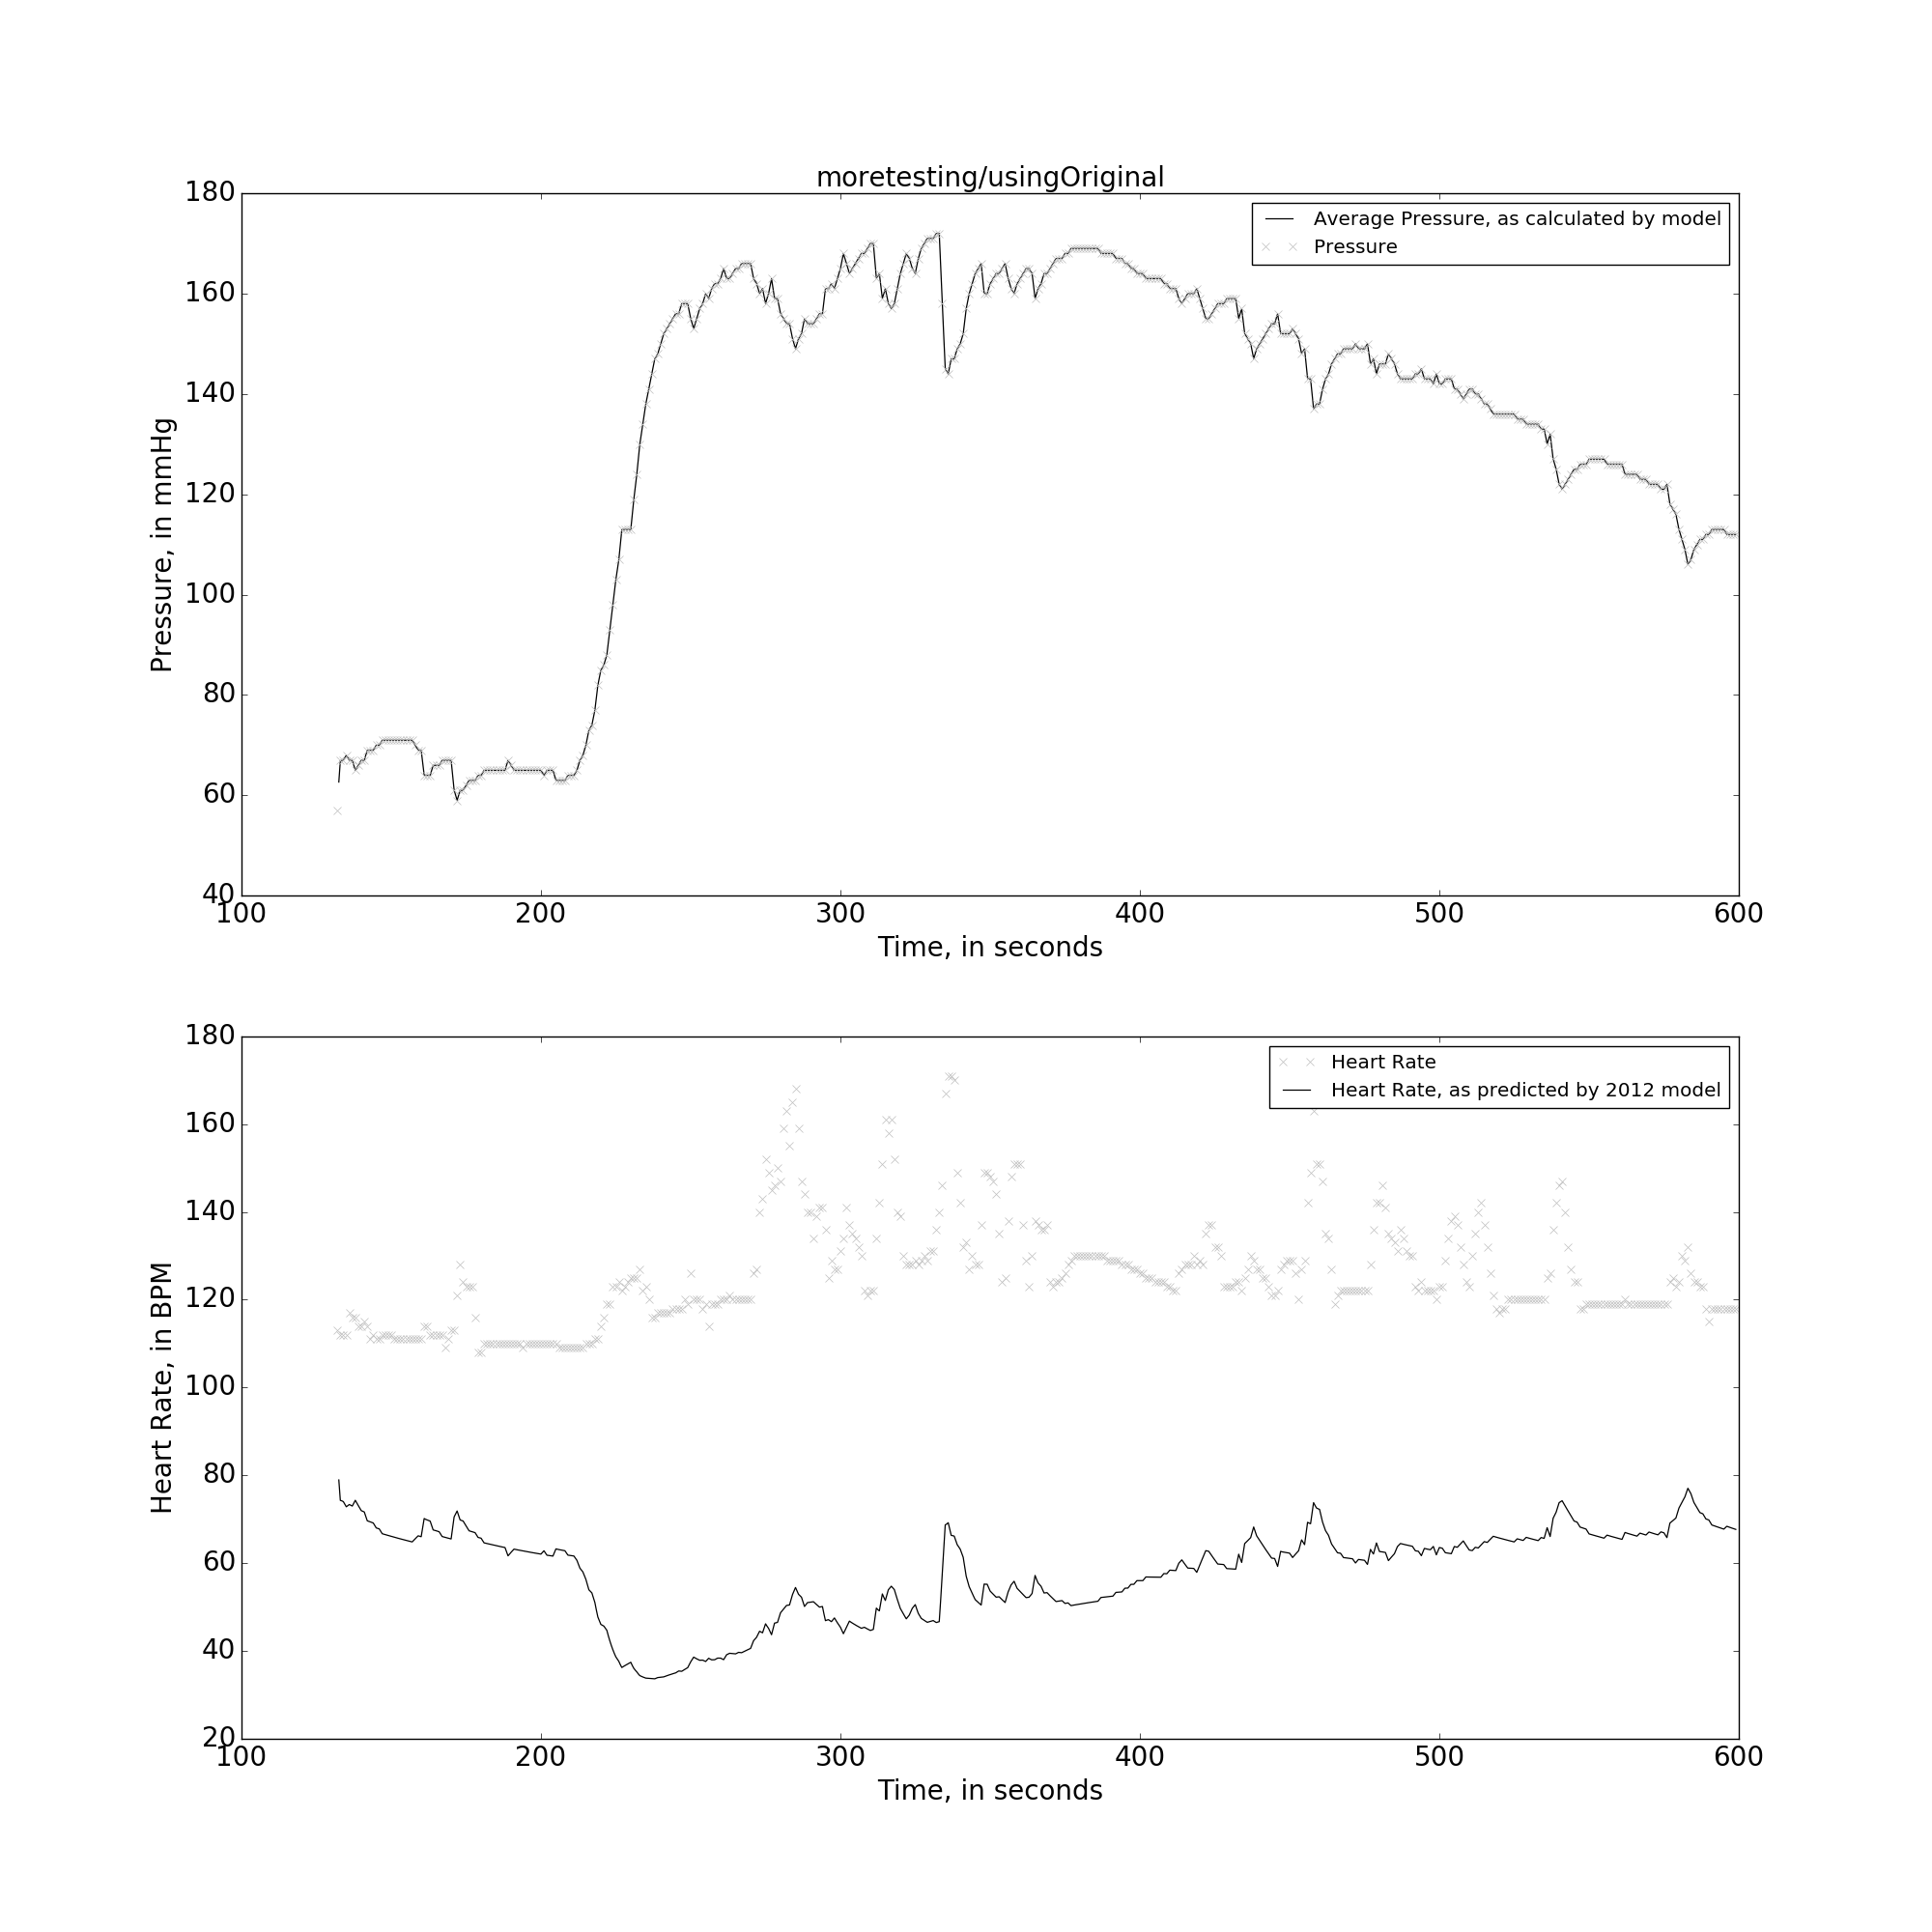 moretesting/usingOriginal
180
160
140
120
100
80
60
40
Pressure, in mmHg
Average Pressure, as calculated by model
Pressure
100 200 300 400 500 600
Time, in seconds
180
160
140
120
100
80
60
40
20
Heart Rate, in BPM
Heart Rate
Heart Rate, as predicted by 2012 model
100 200 300 400 500 600
Time, in seconds